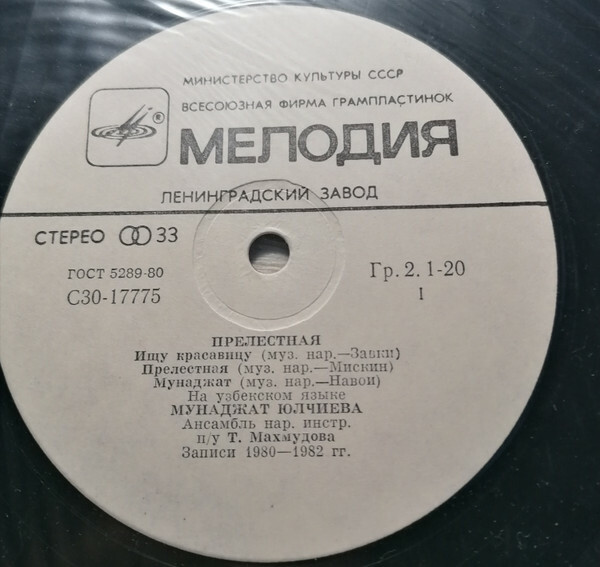 МИНИСТЕРСТВО КУЛЬТУРЫ СССР
ВСЕСОЮЗНАЯ ФИРМА ГРАМПЛАСТИНОК
® МЕЛОДИЯ
ЛЕНИНГРАДСКИЙ ЗАВОД
СТЕРЕО 33
ГОСТ 5289-80
С30-17775
Гр. 2. 1-20
1
ПРЕЛЕСТНАЯ
Ищу красавицу (муз. нар.—Завки)
Прелестная (муз. нар.—Мискин)
Мунаджат (муз. нар.—Навои)
На узбекском языке
МУНАДЖАТ ЮЛЧИЕВА
Ансамбль нар. инстр.
п/у Т. Махмудова
Записи 1980—1982 гг.